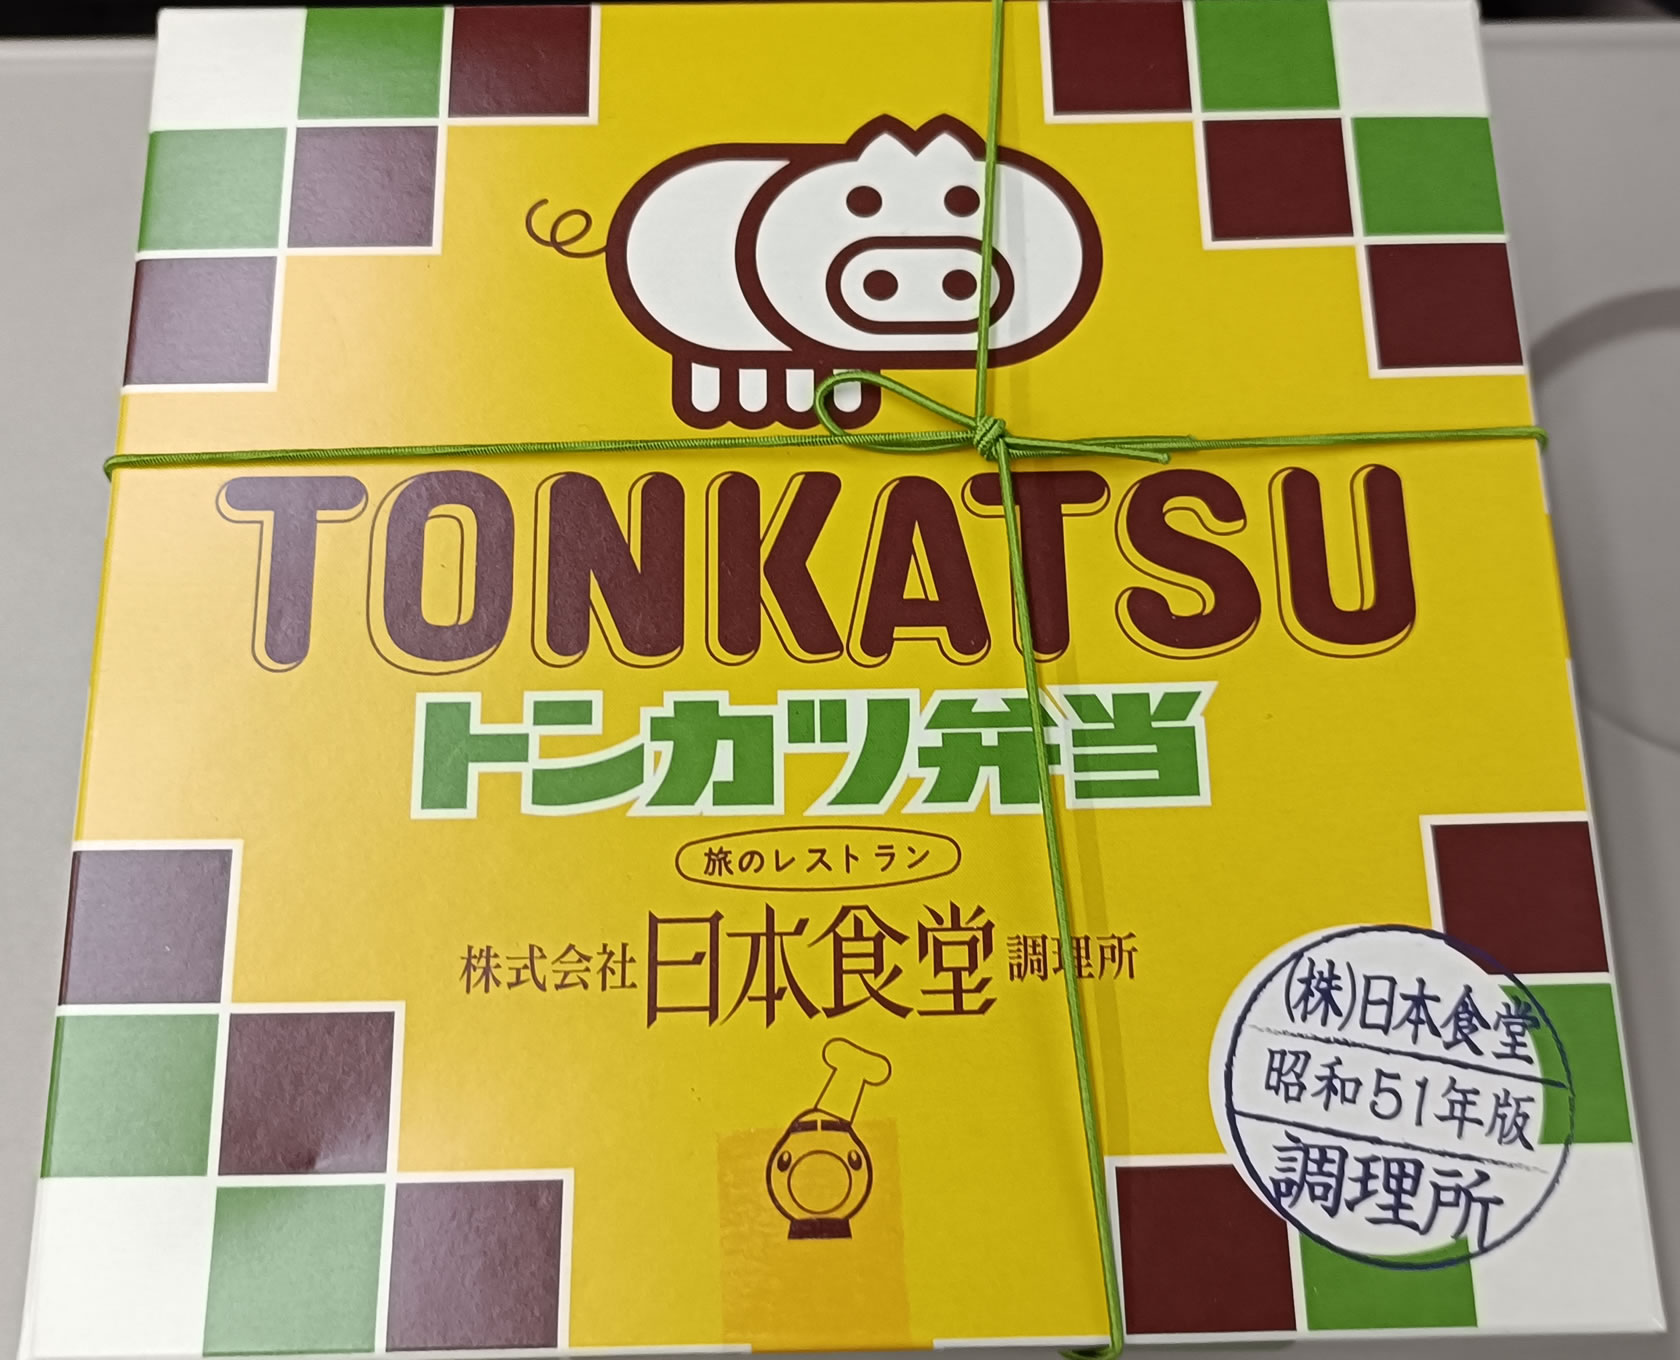 TONKATSU
トンカツ弁当
旅のレストラン
株式会社日本食堂調理所
(株)日本食堂
昭和51年版
調理所